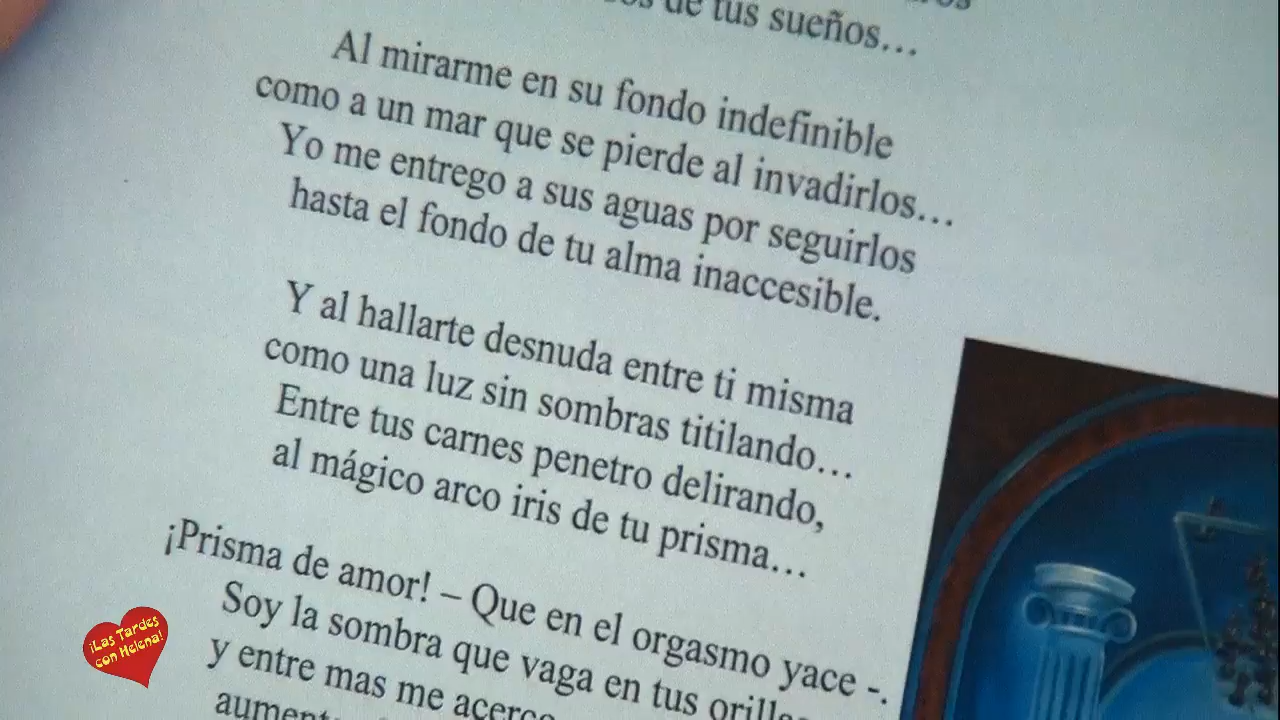 de tus sueños...
Al mirarme en su fondo indefinible
como a un mar que se pierde al invadirlos...
Yo me entrego a sus aguas por seguirlos
hasta el fondo de tu alma inaccesible.
Y al hallarte desnuda entre ti misma
como una luz sin sombras titilando...
Entre tus carnes penetro delirando,
al mágico arco iris de tu prisma...
¡Prisma de amor! – Que en el orgasmo yace -.
Soy la sombra que vaga en tus
y entre mas me acerco
¡Las Tardes
con Helena!